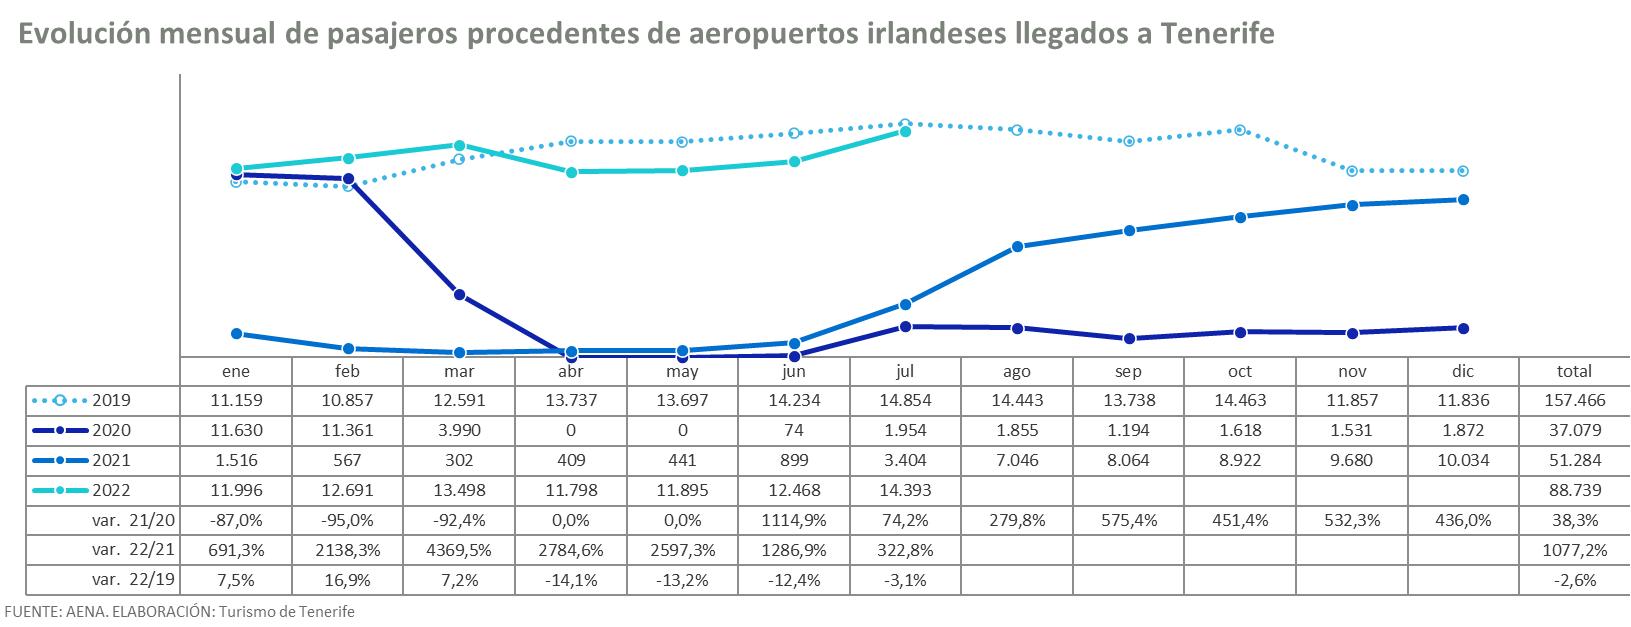 Evolución mensual de pasajeros procedentes de aeropuertos irlandeses llegados a Tenerife
ene feb mar abr may jun jul ago sep oct nov dic total
2019 11.159 10.857 12.591 13.737 13.697 14.234 14.854 14.443 13.738 14.463 11.857 11.836 157.466
2020 11.630 11.361 3.990 0 0 74 1.954 1.855 1.194 1.618 1.531 1.872 37.079
2021 1.516 567 302 409 441 899 3.404 7.046 8.064 8.922 9.680 10.034 51.284
2022 11.996 12.691 13.498 11.798 11.895 12.468 14.393 88.739
var. 21/20 -87,0% -95,0% -92,4% 0,0% 0,0% 1114,9% 74,2% 279,8% 575,4% 451,4% 532,3% 436,0% 38,3%
var. 22/21 691,3% 2138,3% 4369,5% 2784,6% 2597,3% 1286,9% 322,8% 1077,2%
var. 22/19 7,5% 16,9% 7,2% -14,1% -13,2% -12,4% -3,1% -2,6%
FUENTE: AENA. ELABORACIÓN: Turismo de Tenerife